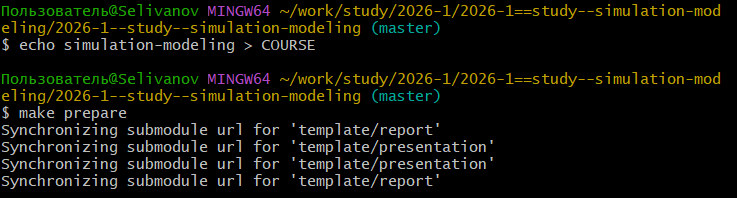 Пользователь@Selivanov MINGW64 ~/work/study/2026-1/2026-1==study--simulation-mod
eling/2026-1--study--simulation-modeling (master)
$ echo simulation-modeling > COURSE
Пользователь@Selivanov MINGW64 ~/work/study/2026-1/2026-1==study--simulation-mod
eling/2026-1--study--simulation-modeling (master)
$ make prepare
Synchronizing submodule url for 'template/report'
Synchronizing submodule url for 'template/presentation'
Synchronizing submodule url for 'template/presentation'
Synchronizing submodule url for 'template/report'